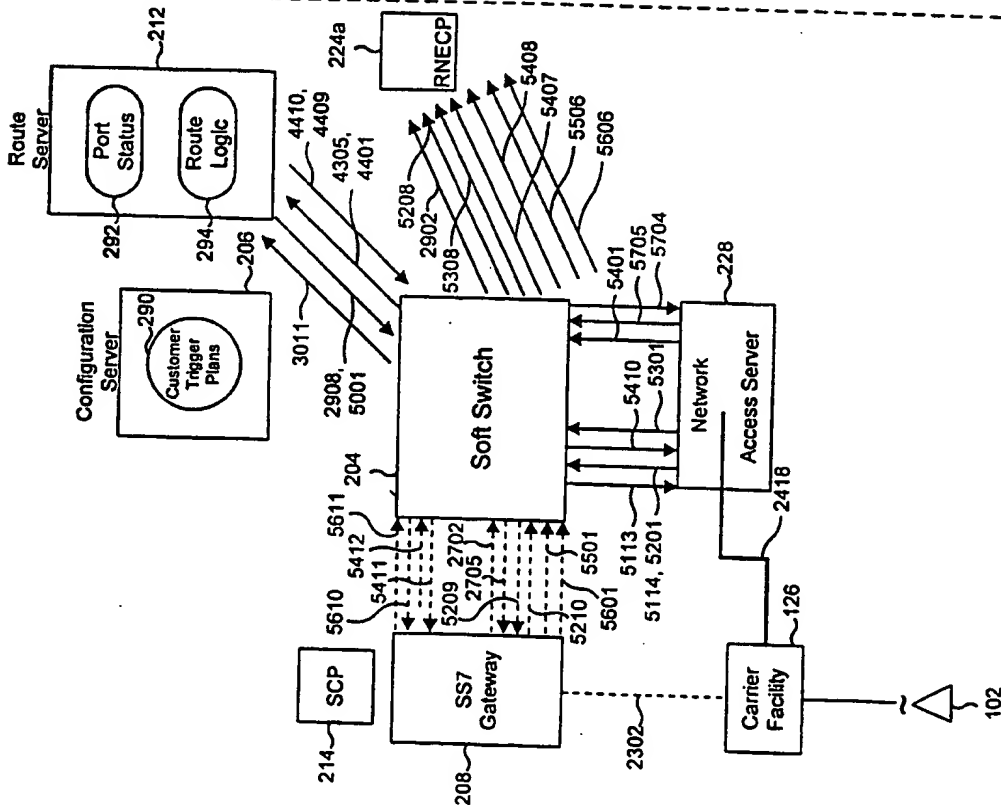 Route
Server
212
Port
Status
292
Route
Logic
294
Configuration
Server
206
290
Customer
Trigger
Plans
224a
RNECP
3011
2908,
5001
4305,
4401
4410,
4409
5208
2902
5308
5408
5407
5506
5606
SCP
214
204
5611
5610
5412
5411
2702
2705
5209
5210
5601
5501
SS7
Gateway
208
Soft Switch
5113
5114, 5201
5410
5301
5401
5705
5704
228
Network
Access Server
2418
2302
126
Carrier
Facility
102